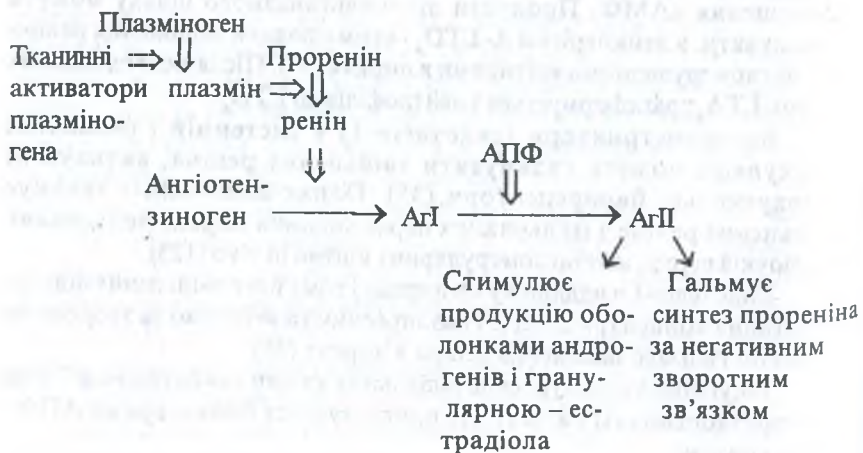 Плазміноген
Тканинні
активатори
плазміно-
гена
плазмін
Проренін
ренін
АПФ
Ангіотен-
зиноген
АгІ
АгІІ
Стимулює
продукцію обо-
лонками андро-
генів і грану-
лярною – ес-
традіола
Гальмує
синтез прореніна
за негативним
зворотним
зв’язком